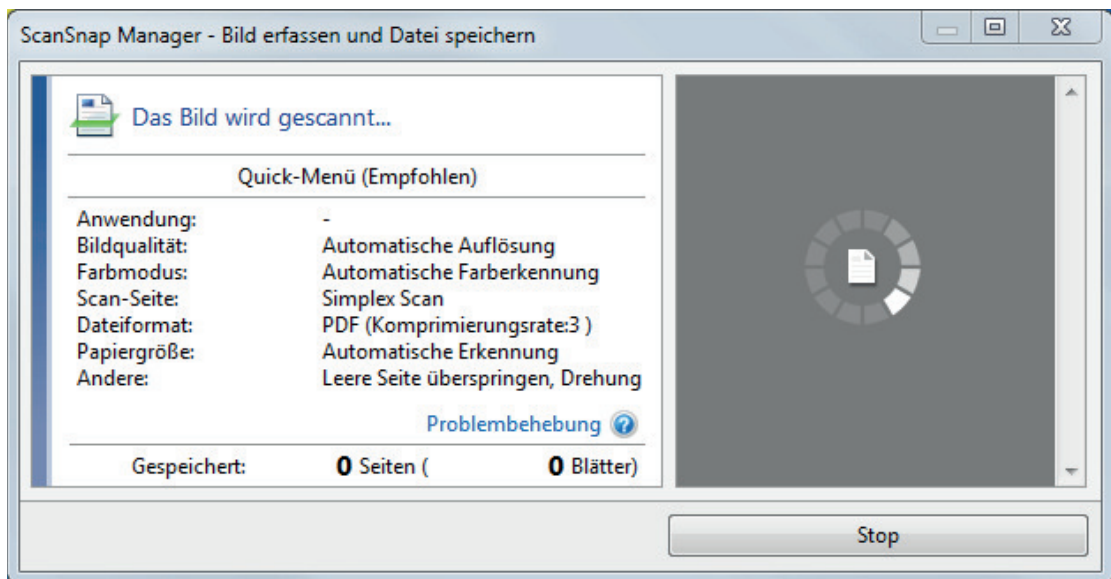 ScanSnap Manager - Bild erfassen und Datei speichern
Das Bild wird gescannt...
Quick-Menü (Empfohlen)
Anwendung: -
Bildqualität: Automatische Auflösung
Farbmodus: Automatische Farberkennung
Scan-Seite: Simplex Scan
Dateiformat: PDF (Komprimierungsrate:3 )
Papiergröße: Automatische Erkennung
Andere: Leere Seite überspringen, Drehung
Problembehebung ?
Gespeichert: 0 Seiten ( 0 Blätter)
Stop